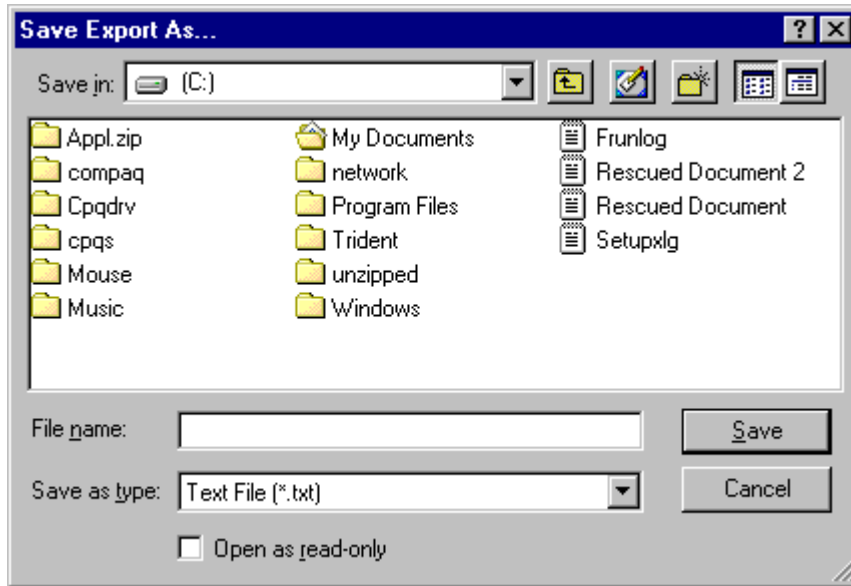 Save Export As...
Save in: (C:)
Appl.zip
compaq
Cpqdrv
cpqs
Mouse
Music
My Documents
network
Program Files
Trident
unzipped
Windows
Frunlog
Rescued Document 2
Rescued Document
Setupxlg
File name:
Save
Save as type: Text File (*.txt)
Cancel
Open as read-only